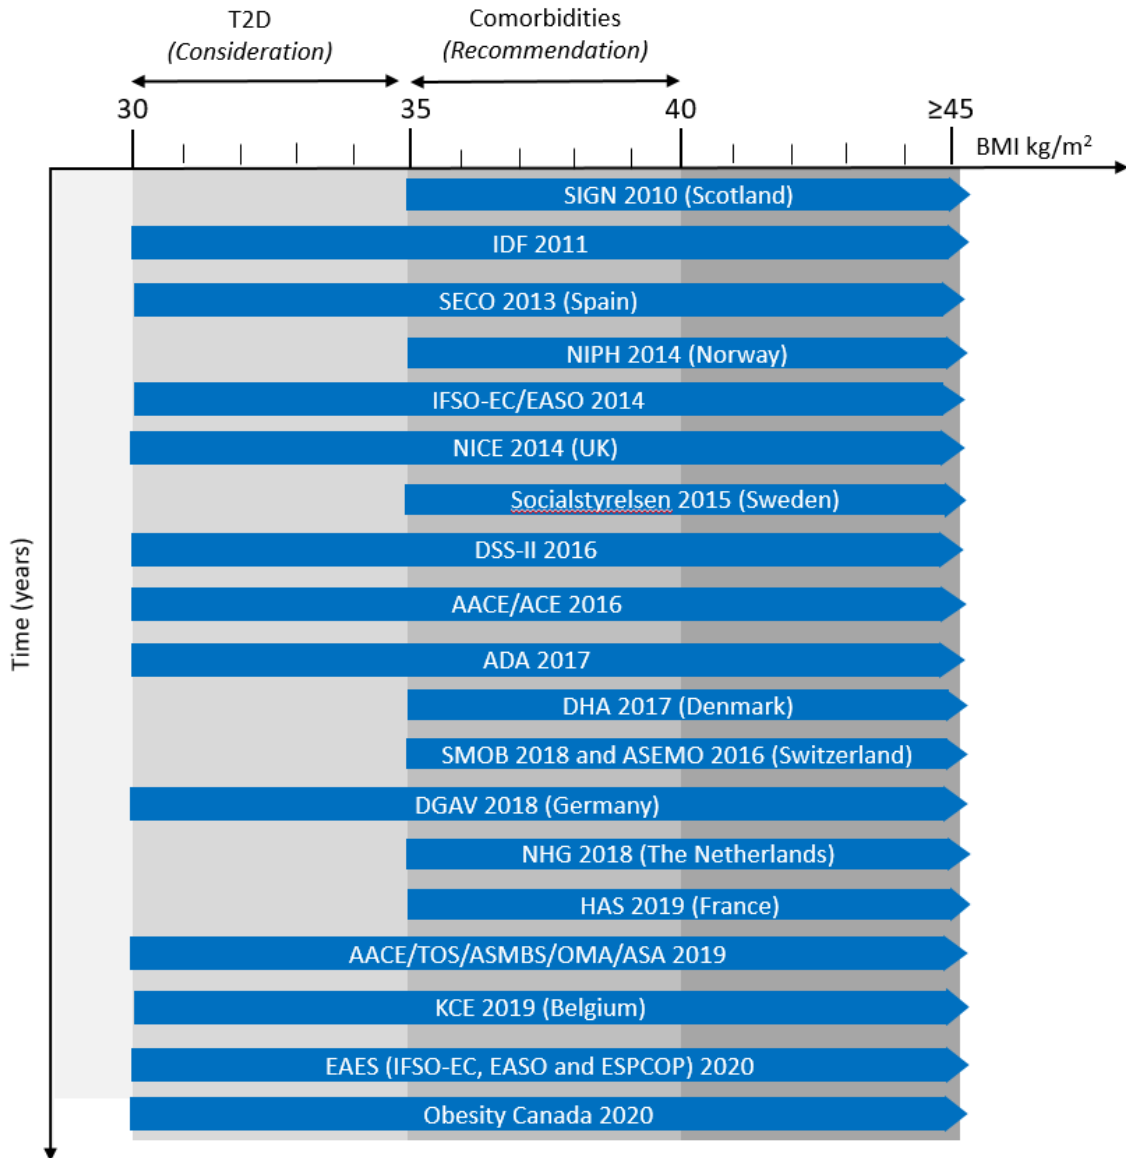 T2D
(Consideration)
Comorbidities
(Recommendation)
30
35
40
≥45
BMI kg/m²
Time (years)
SIGN 2010 (Scotland)
IDF 2011
SECO 2013 (Spain)
NIPH 2014 (Norway)
IFSO-EC/EASO 2014
NICE 2014 (UK)
Socialstyrelsen 2015 (Sweden)
DSS-II 2016
AACE/ACE 2016
ADA 2017
DHA 2017 (Denmark)
SMOB 2018 and ASEMO 2016 (Switzerland)
DGAV 2018 (Germany)
NHG 2018 (The Netherlands)
HAS 2019 (France)
AACE/TOS/ASMBS/OMA/ASA 2019
KCE 2019 (Belgium)
EAES (IFSO-EC, EASO and ESPCOP) 2020
Obesity Canada 2020